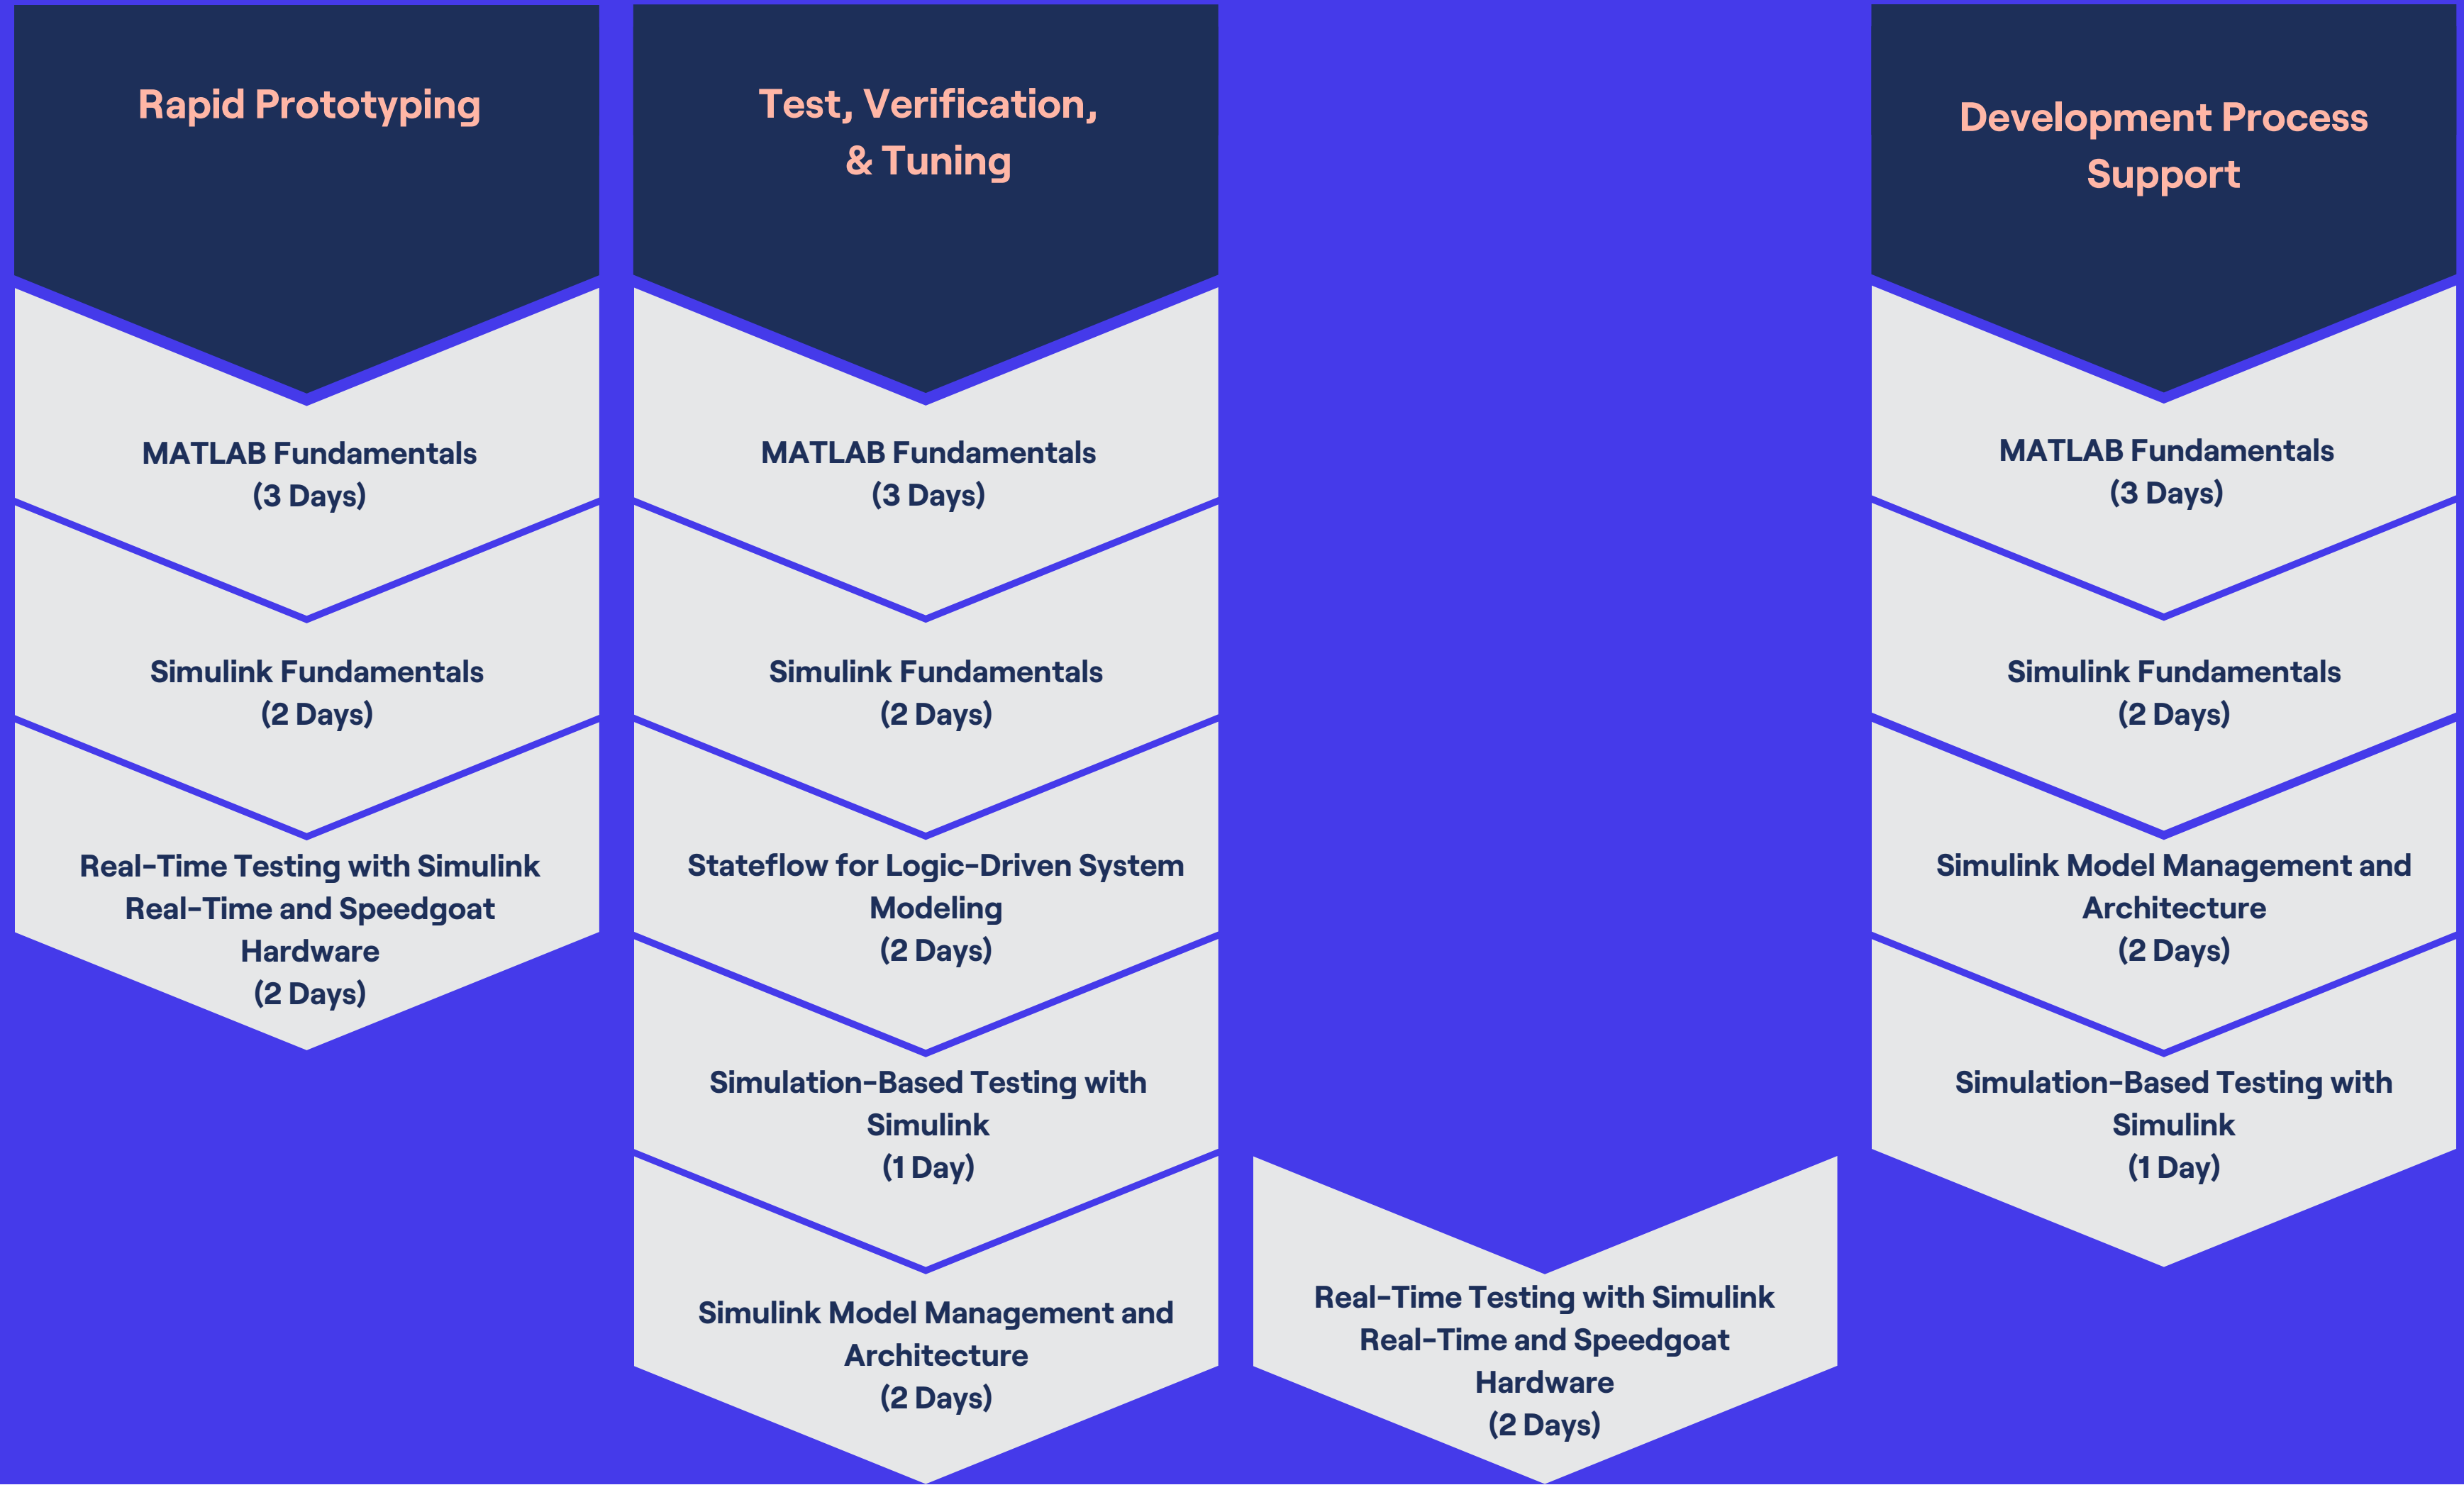 Rapid Prototyping
MATLAB Fundamentals
(3 Days)
Simulink Fundamentals
(2 Days)
Real-Time Testing with Simulink
Real-Time and Speedgoat
Hardware
(2 Days)
Test, Verification,
& Tuning
MATLAB Fundamentals
(3 Days)
Simulink Fundamentals
(2 Days)
Stateflow for Logic-Driven System
Modeling
(2 Days)
Simulation-Based Testing with
Simulink
(1 Day)
Simulink Model Management and
Architecture
(2 Days)
Real-Time Testing with Simulink
Real-Time and Speedgoat
Hardware
(2 Days)
Development Process
Support
MATLAB Fundamentals
(3 Days)
Simulink Fundamentals
(2 Days)
Simulink Model Management and
Architecture
(2 Days)
Simulation-Based Testing with
Simulink
(1 Day)